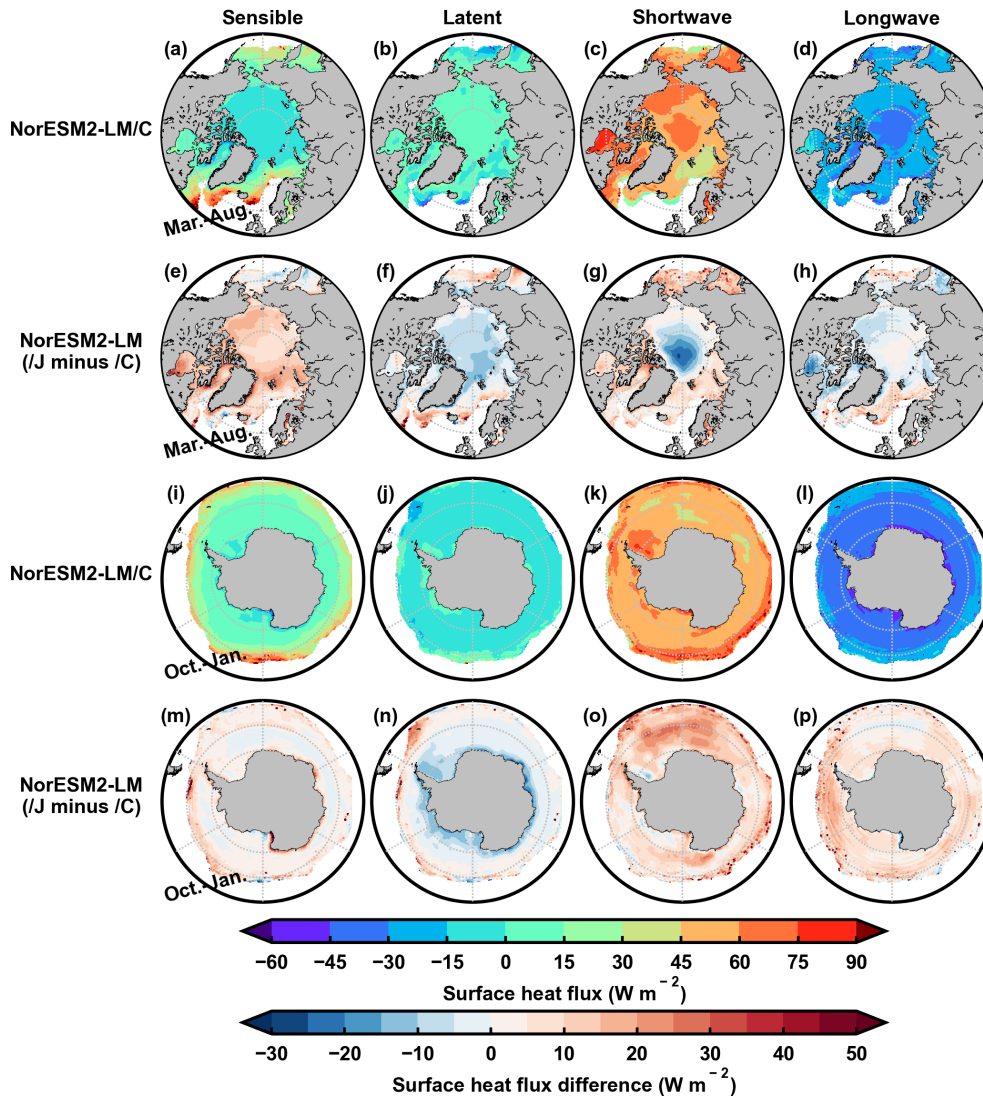 Sensible Latent Shortwave Longwave
(a) (b) (c) (d)
NorESM2-LM/C
Mar.-Aug.
(e) (f) (g) (h)
NorESM2-LM
(/J minus /C)
Mar.-Aug.
(i) (j) (k) (l)
NorESM2-LM/C
Oct.-Jan.
(m) (n) (o) (p)
NorESM2-LM
(/J minus /C)
Oct.-Jan.
−60 −45 −30 −15 0 15 30 45 60 75 90
Surface heat flux (W m⁻²)
−30 −20 −10 0 10 20 30 40 50
Surface heat flux difference (W m⁻²)